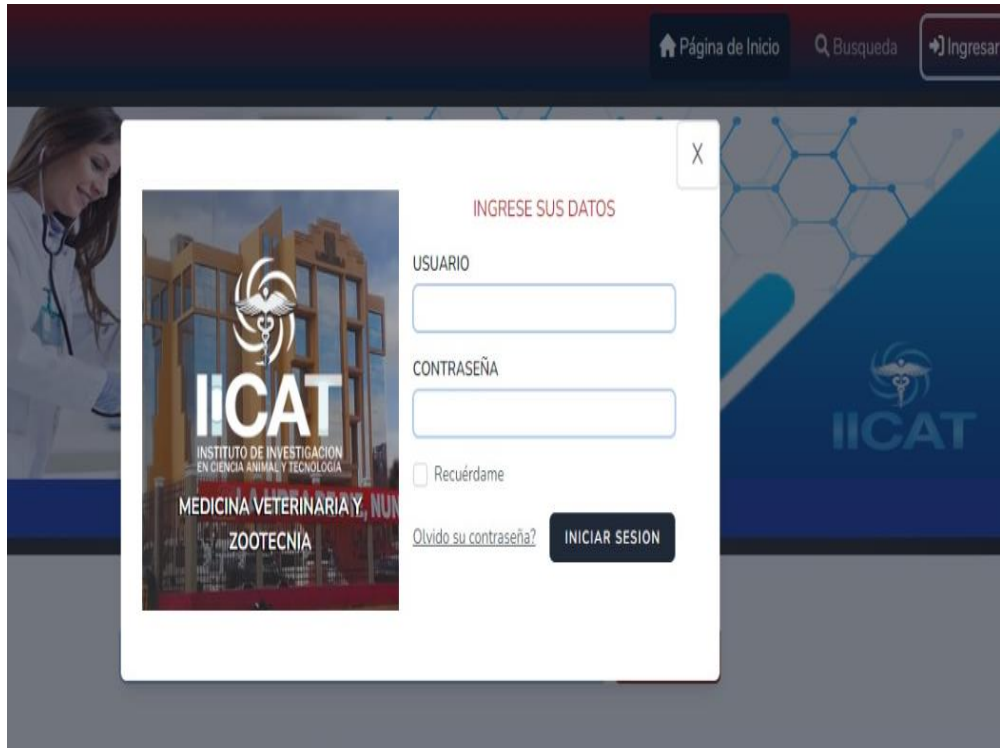 Página de Inicio
Busqueda
Ingresar
X
INGRESE SUS DATOS
USUARIO
CONTRASEÑA
Recuérdame
Olvido su contraseña?
INICIAR SESION
IICAT
INSTITUTO DE INVESTIGACION
EN CIENCIA ANIMAL Y TECNOLOGÍA
MEDICINA VETERINARIA Y
ZOOTECNIA
IICAT